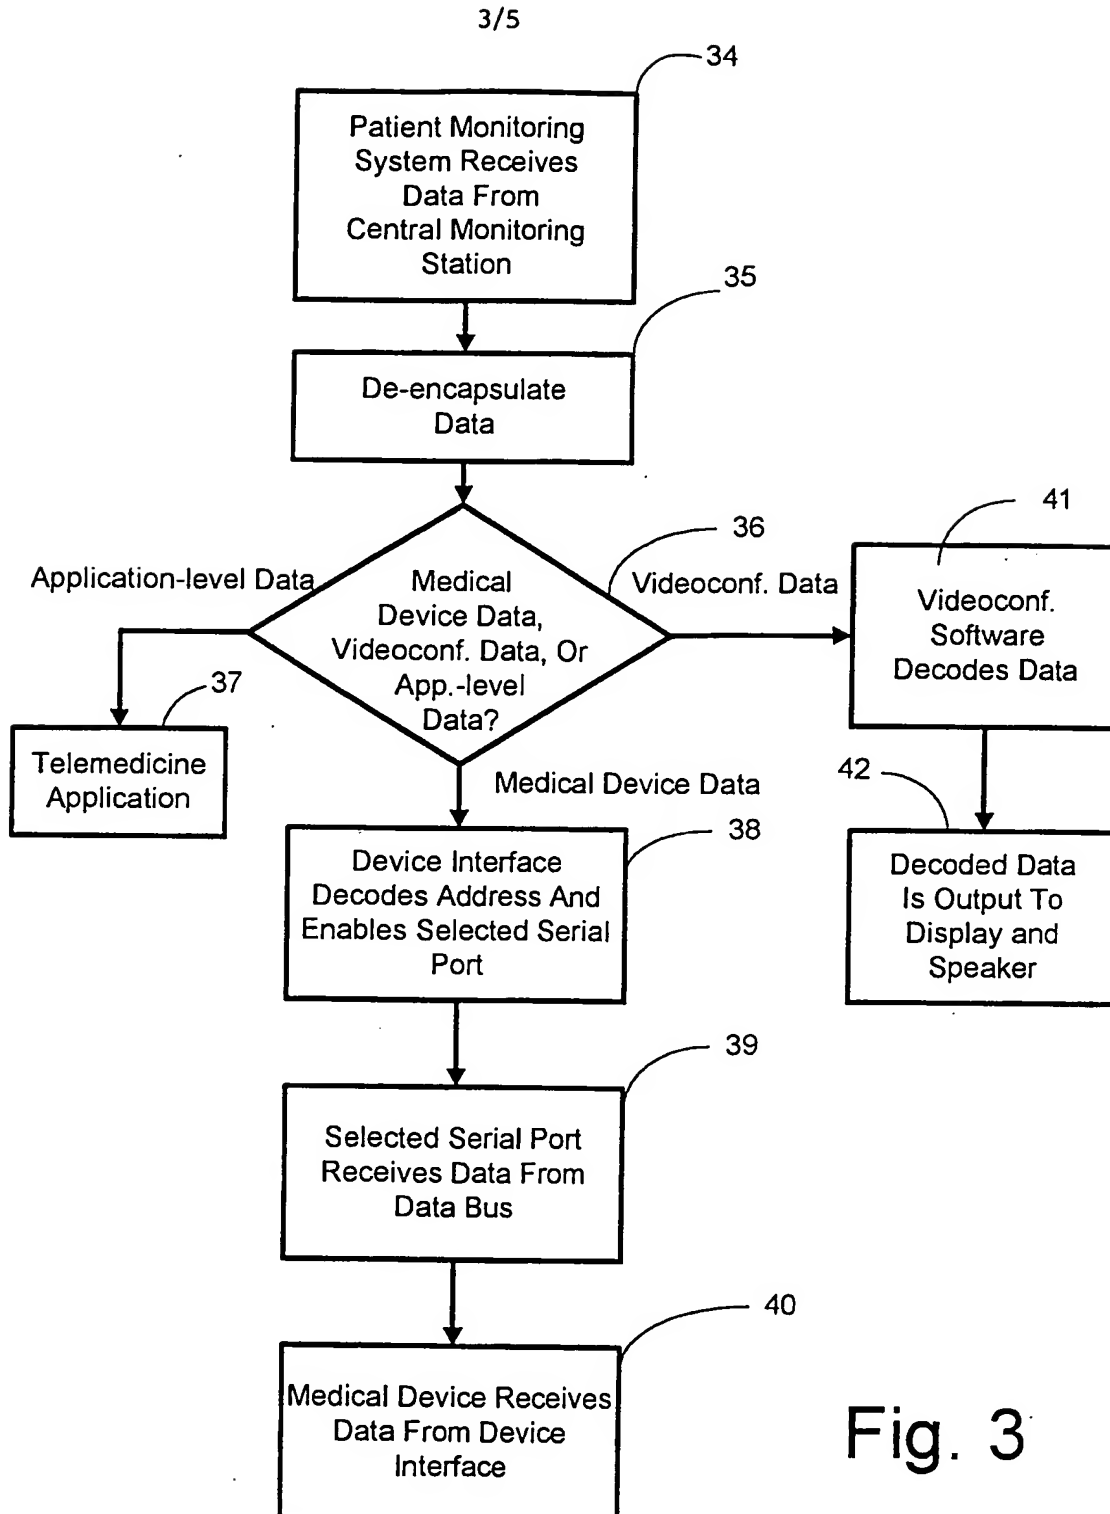 3/5
34
Patient Monitoring
System Receives
Data From
Central Monitoring
Station
35
De-encapsulate
Data
36
Application-level Data
Medical
Device Data,
Videoconf. Data, Or
App.-level
Data?
Videoconf. Data
41
Videoconf.
Software
Decodes Data
37
Telemedicine
Application
Medical Device Data
42
Decoded Data
Is Output To
Display and
Speaker
38
Device Interface
Decodes Address And
Enables Selected Serial
Port
39
Selected Serial Port
Receives Data From
Data Bus
40
Medical Device Receives
Data From Device
Interface
Fig. 3